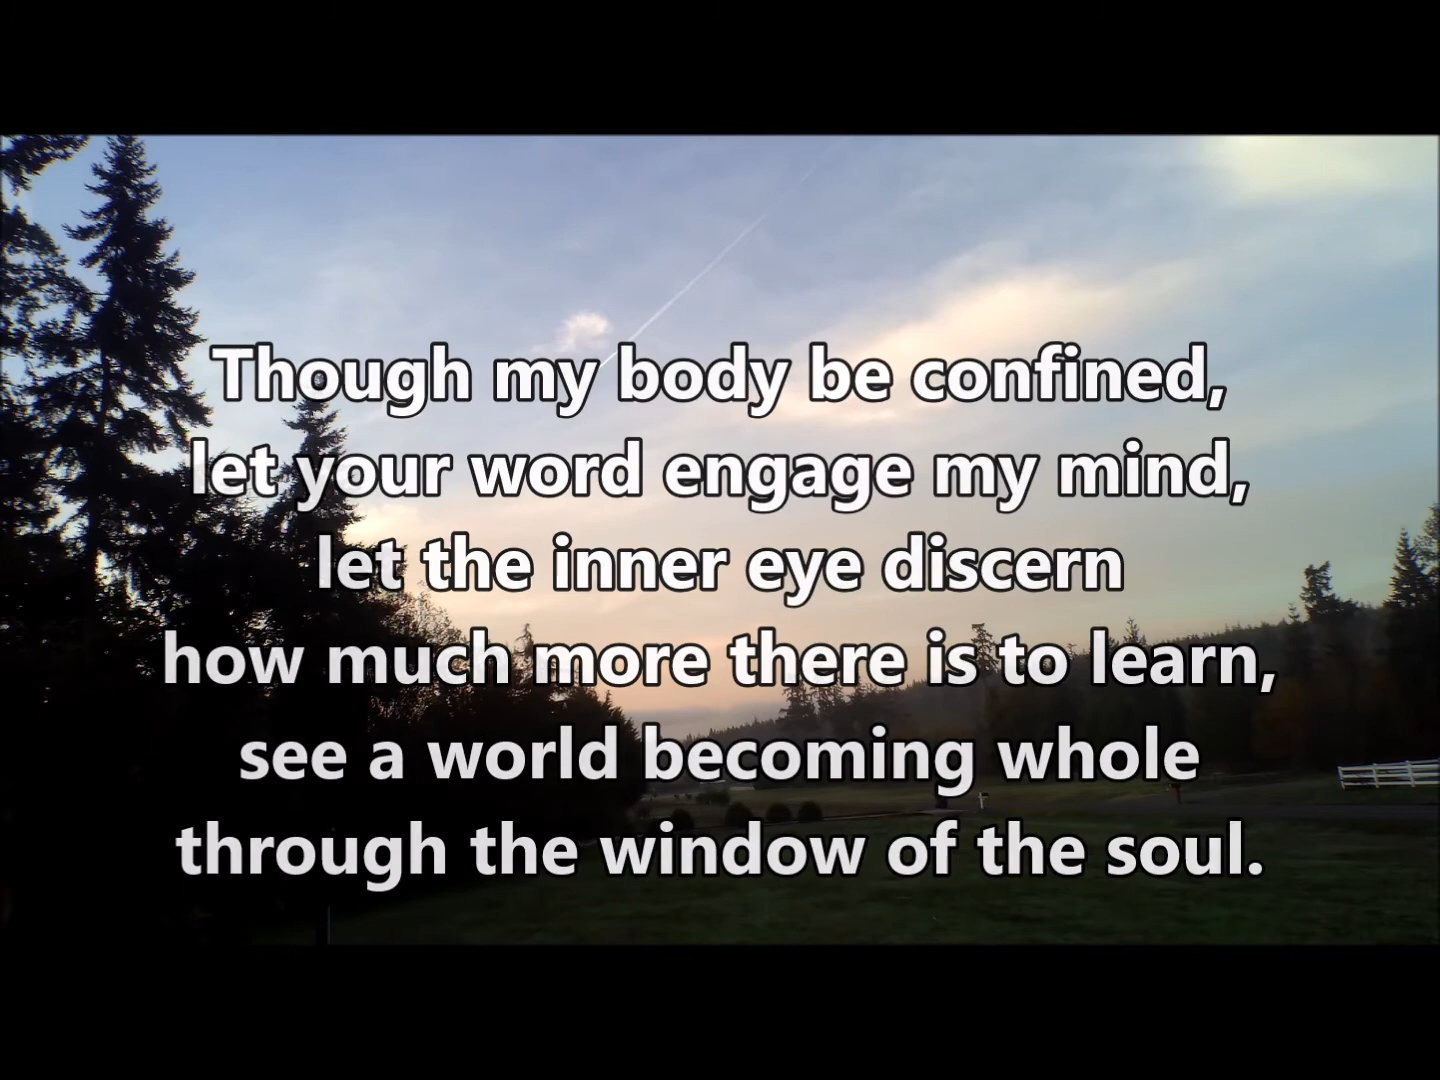 Though my body be confined,
let your word engage my mind,
let the inner eye discern
how much more there is to learn,
see a world becoming whole
through the window of the soul.